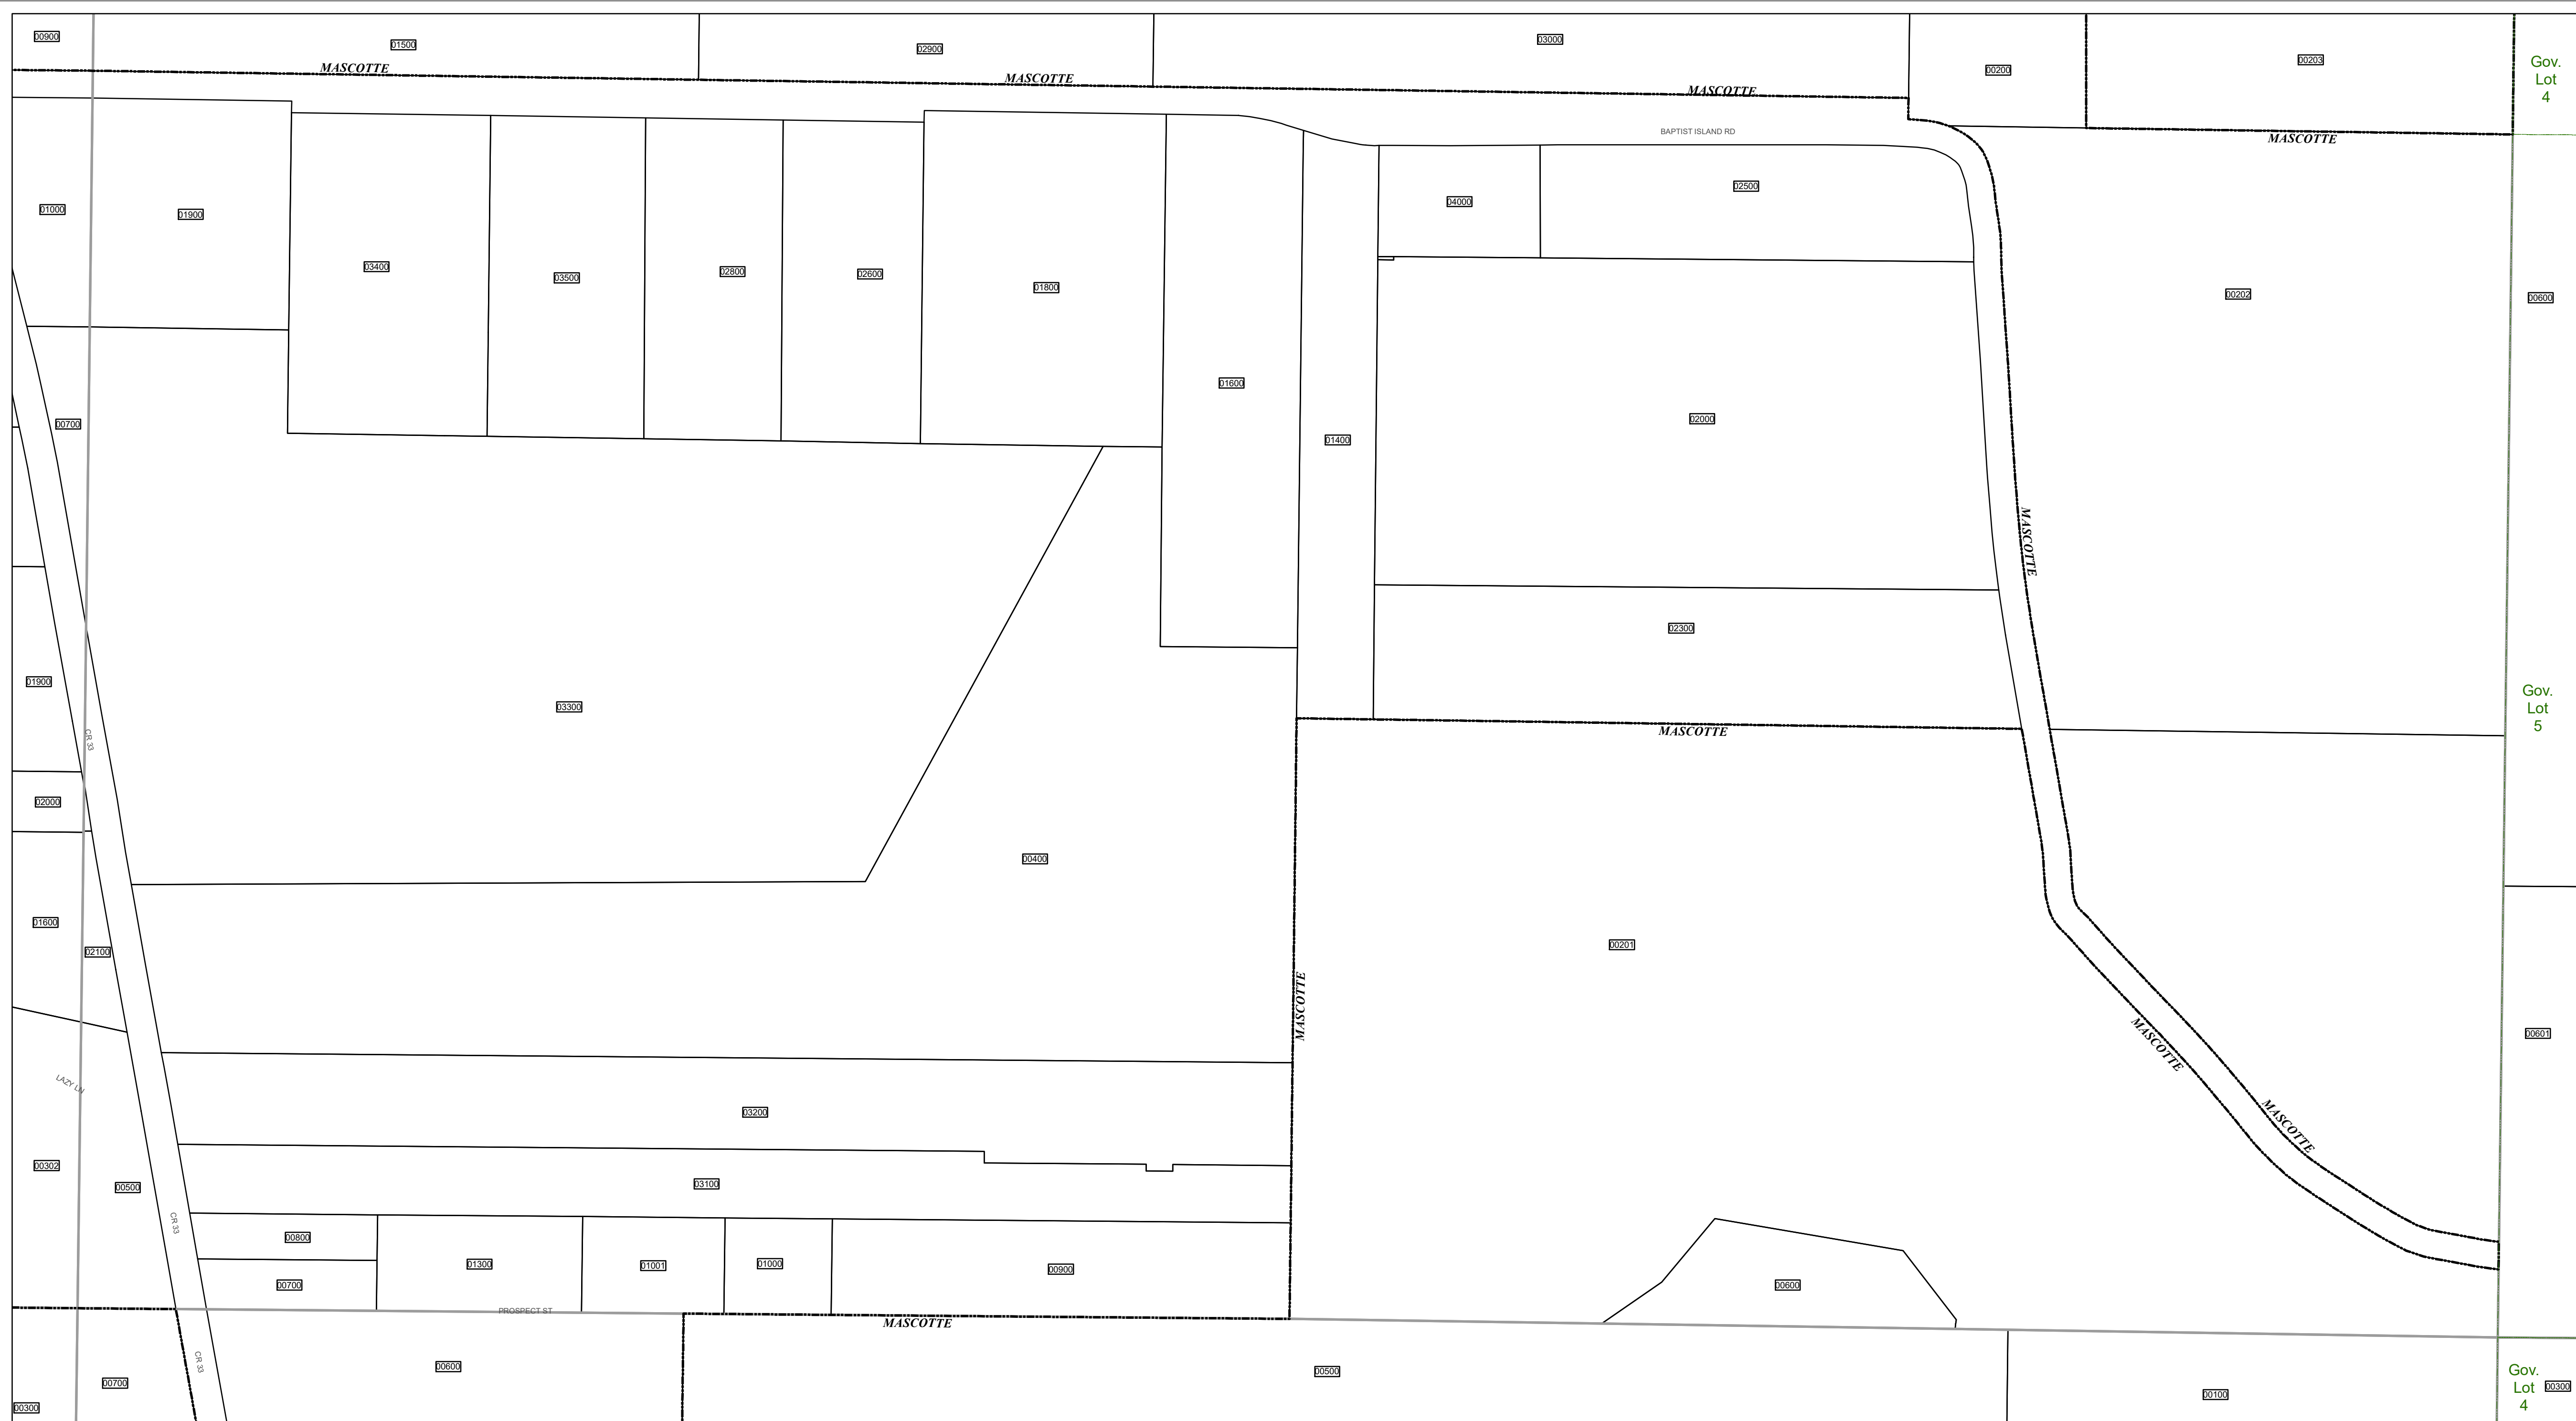 00900
01500
02900
03000
00200
00203
Gov.
Lot
4
MASCOTTE
MASCOTTE
MASCOTTE
MASCOTTE
BAPTIST ISLAND RD
01000
01900
03400
03500
02800
02600
01800
01600
01400
04000
02500
00202
00600
00700
02000
MASCOTTE
02300
01900
03300
CR 33
MASCOTTE
Gov.
Lot
5
02000
00400
01600
02100
00201
MASCOTTE
MASCOTTE
MASCOTTE
00601
LAZY LN
03200
00302
00500
03100
CR 33
00800
00700
01300
01001
01000
00900
00600
PROSPECT ST
MASCOTTE
CR 33
00700
00300
00600
00500
00100
Gov.
Lot
4
00300